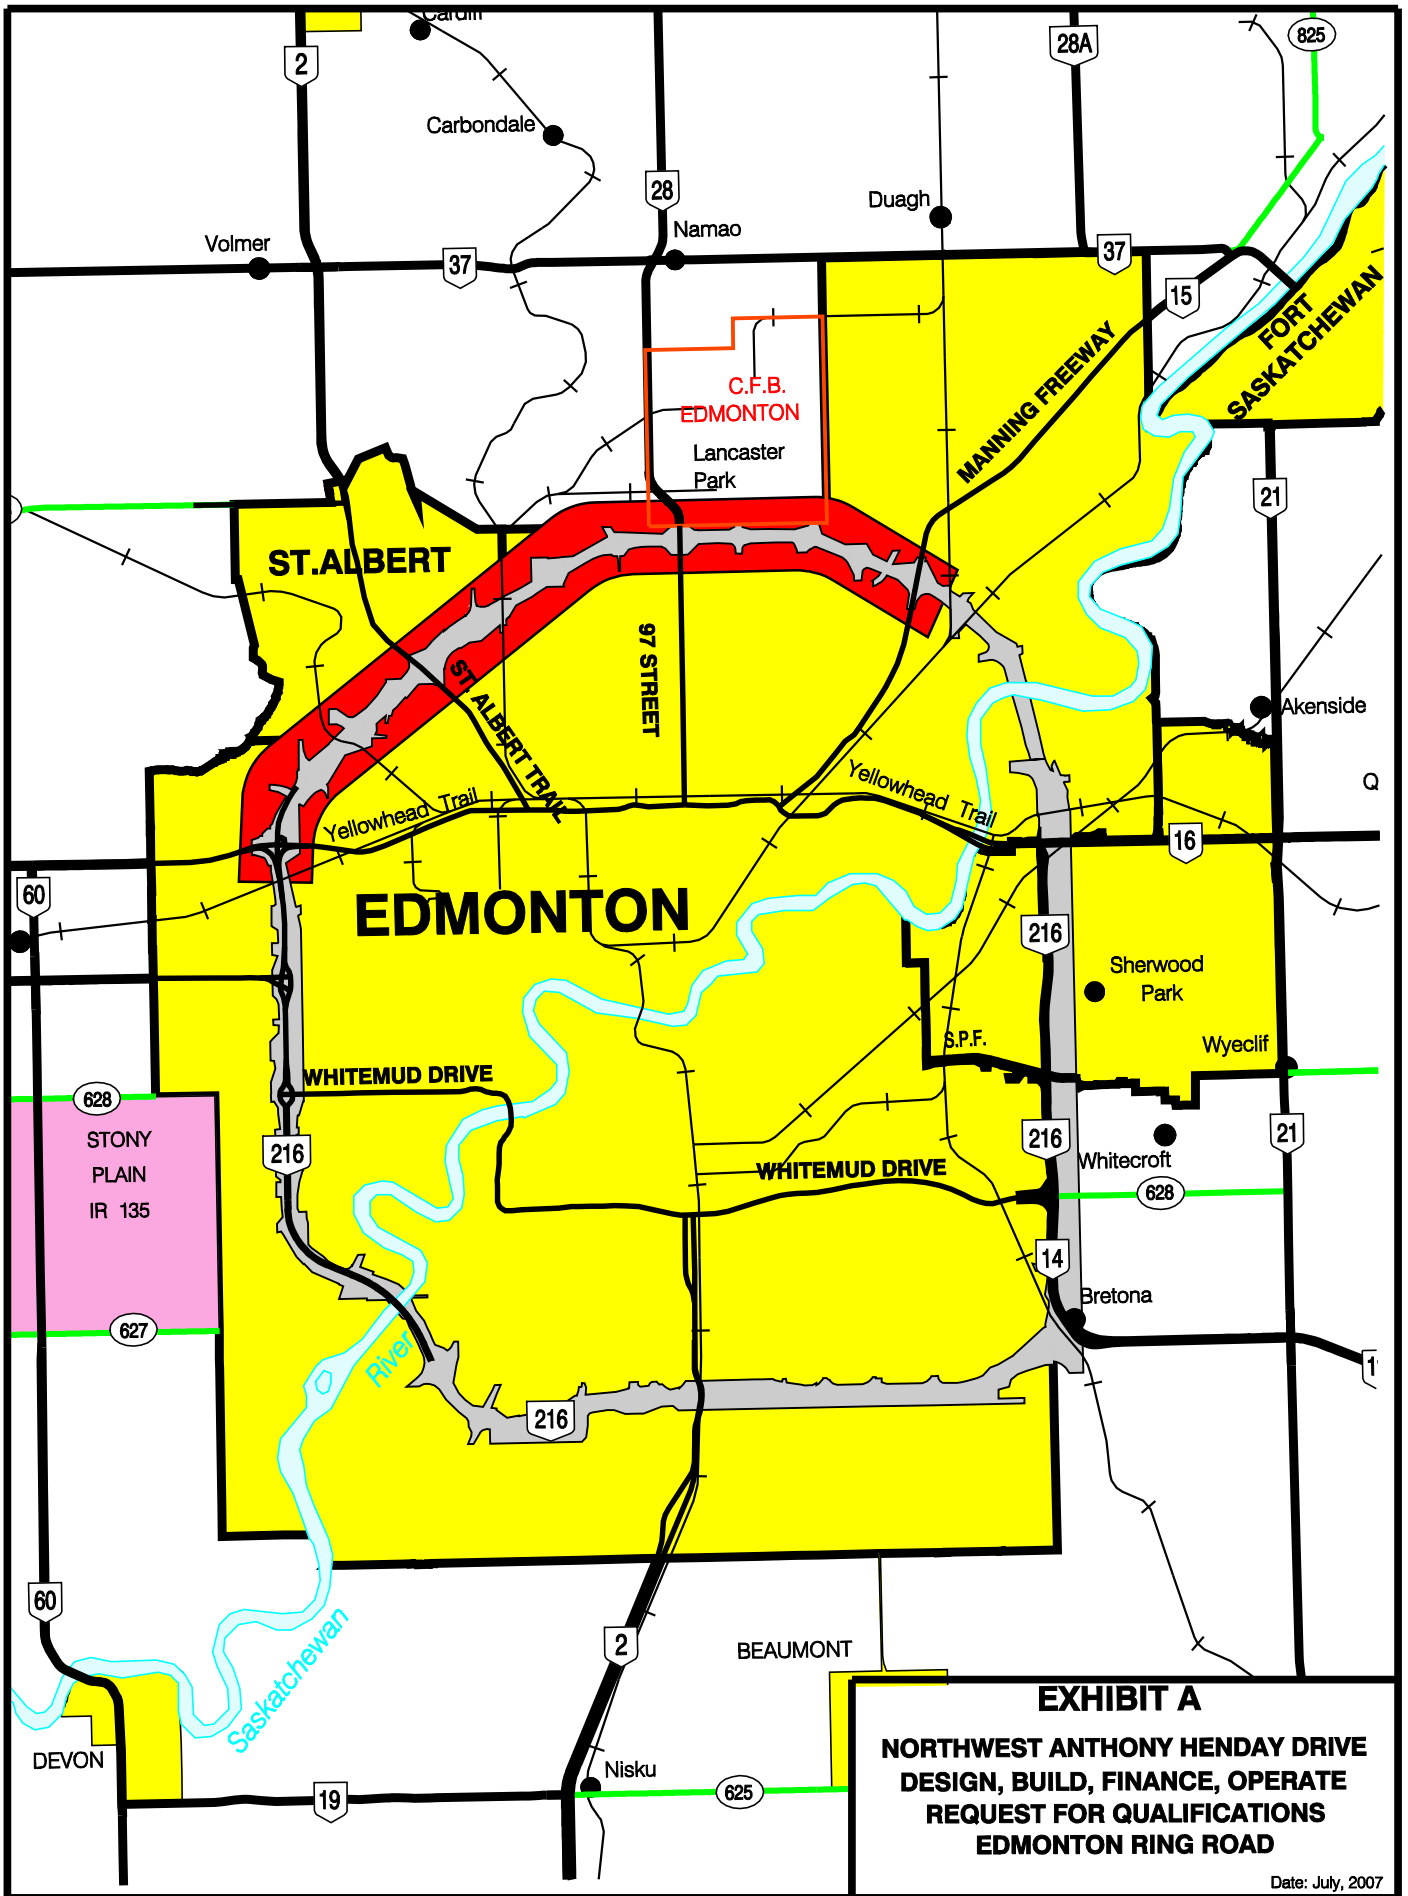 Cardiff
825
2
28A
Carbondale
28
Duagh
Namao
Volmer
37
37
15
FORT
SASKATCHEWAN
MANNING FREEWAY
C.F.B.
EDMONTON
Lancaster
Park
21
ST.ALBERT
97 STREET
ST. ALBERT TRAIL
Akenside
Q
Yellowhead Trail
Yellowhead Trail
16
60
EDMONTON
216
Sherwood
Park
S.P.F.
Wyeclif
WHITEMUD DRIVE
628
STONY
PLAIN
IR 135
216
216
21
Whitecroft
WHITEMUD DRIVE
628
14
Bretona
627
River
1
216
60
Saskatchewan
2
BEAUMONT
DEVON
Nisku
19
625
EXHIBIT A
NORTHWEST ANTHONY HENDAY DRIVE
DESIGN, BUILD, FINANCE, OPERATE
REQUEST FOR QUALIFICATIONS
EDMONTON RING ROAD
Date: July, 2007